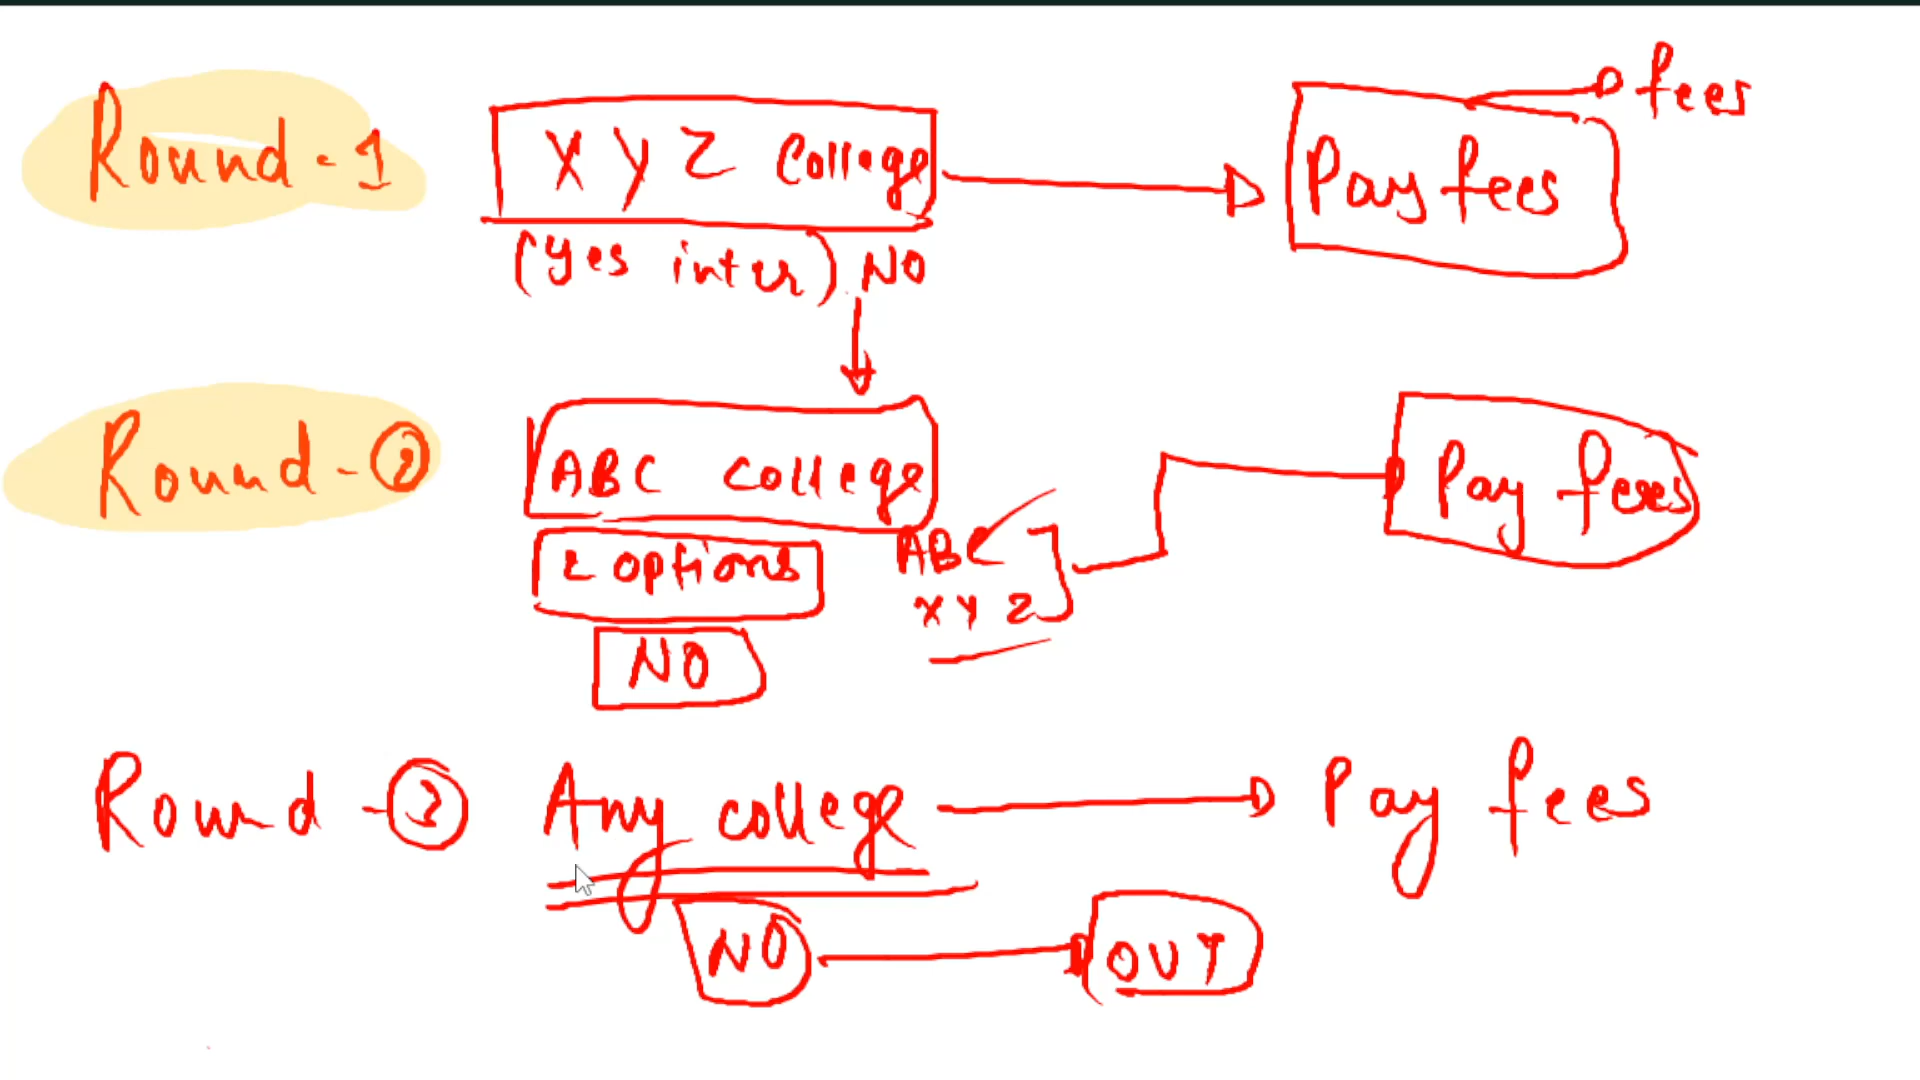 fees
Round - 1 XYZ College Pay fees
(Yes inter) NO
Round - 2 ABC college Pay fees
2 options ABC
XYZ
NO
Round - 3 Any college Pay fees
NO OUT